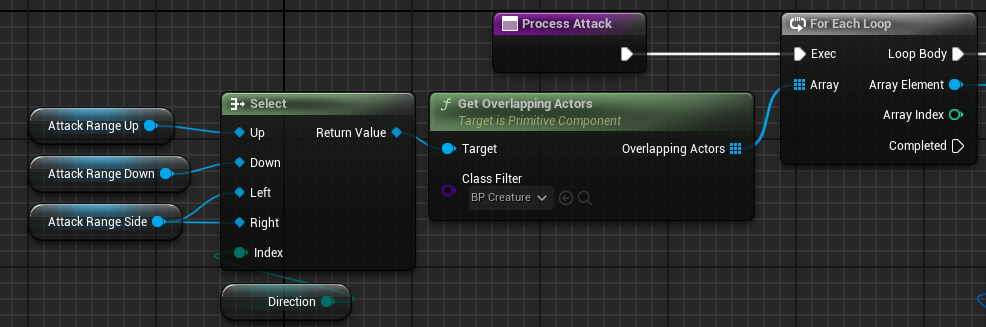 Process Attack
For Each Loop
Exec
Loop Body
Array
Array Element
Array Index
Completed
Select
Up
Return Value
Down
Left
Right
Index
Get Overlapping Actors
Target is Primitive Component
Target
Overlapping Actors
Class Filter
BP Creature
Attack Range Up
Attack Range Down
Attack Range Side
Direction